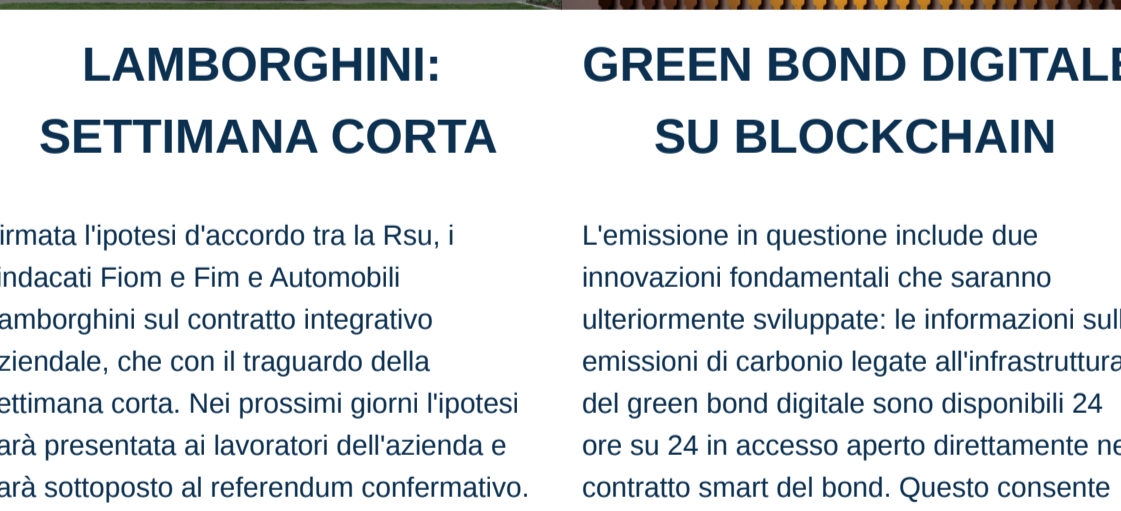 LAMBORGHINI:
SETTIMANA CORTA
irmata l'ipotesi d'accordo tra la Rsu, i
indacati Fiom e Fim e Automobili
amborghini sul contratto integrativo
ziendale, che con il traguardo della
ettimana corta. Nei prossimi giorni l'ipotesi
arà presentata ai lavoratori dell'azienda e
arà sottoposto al referendum confermativo.
GREEN BOND DIGITALE
SU BLOCKCHAIN
L'emissione in questione include due
innovazioni fondamentali che saranno
ulteriormente sviluppate: le informazioni sull
emissioni di carbonio legate all'infrastruttura
del green bond digitale sono disponibili 24
ore su 24 in accesso aperto direttamente ne
contratto smart del bond. Questo consente